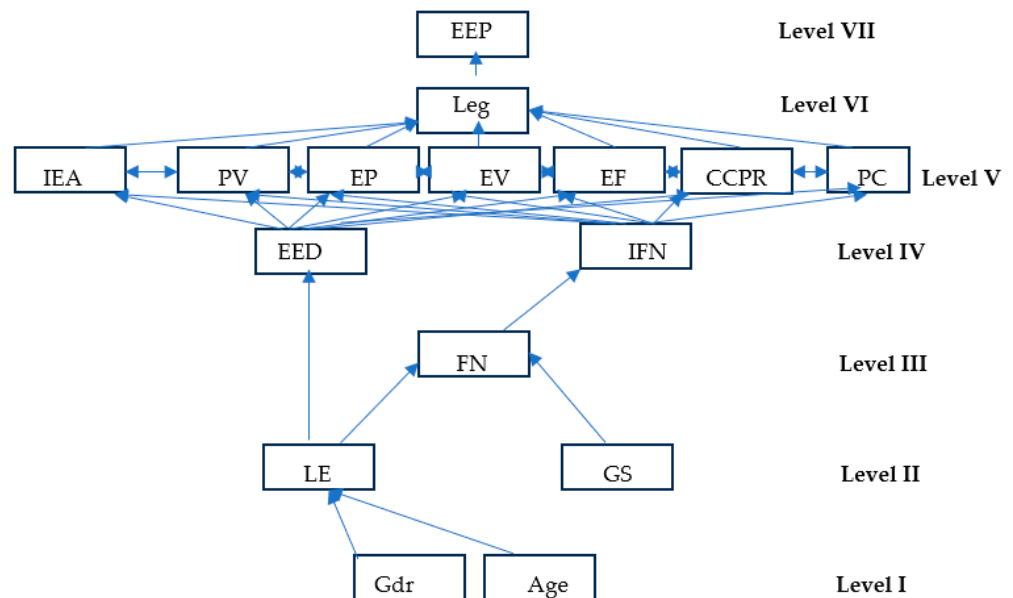 EEP Level VII
Leg Level VI
IEA PV EP EV EF CCPR PC Level V
EED IFN Level IV
FN Level III
LE GS Level II
Gdr Age Level I